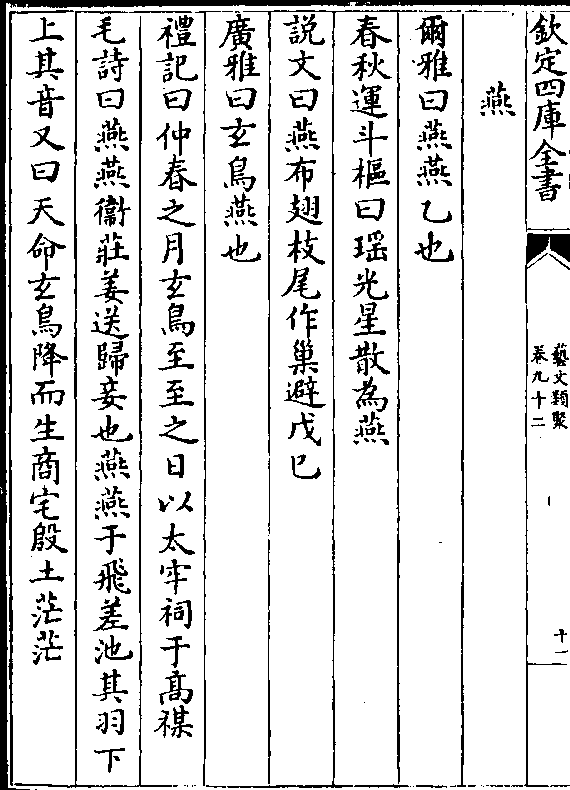 欽定四庫全書
藝文類聚
卷九十二
十一
燕
爾雅曰燕燕乙也
春秋運斗樞曰瑶光星散為燕
説文曰燕布翅枝尾作巢避戊巳
廣雅曰玄鳥燕也
禮記曰仲春之月玄鳥至至之日以太牢祠于髙禖
毛詩曰燕燕衞莊姜送歸妾也燕燕于飛差池其羽下
上其音又曰天命玄鳥降而生商宅殷土茫茫